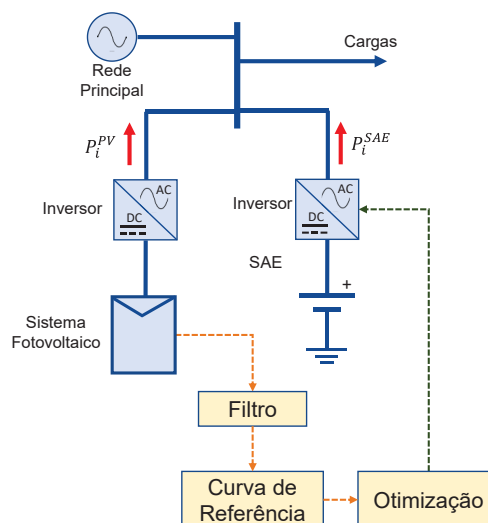 Cargas
Rede
Principal
P_i^{PV}
P_i^{SAE}
AC
DC
Inversor
AC
DC
Inversor
SAE
+
Sistema
Fotovoltaico
Filtro
Curva de
Referência
Otimização